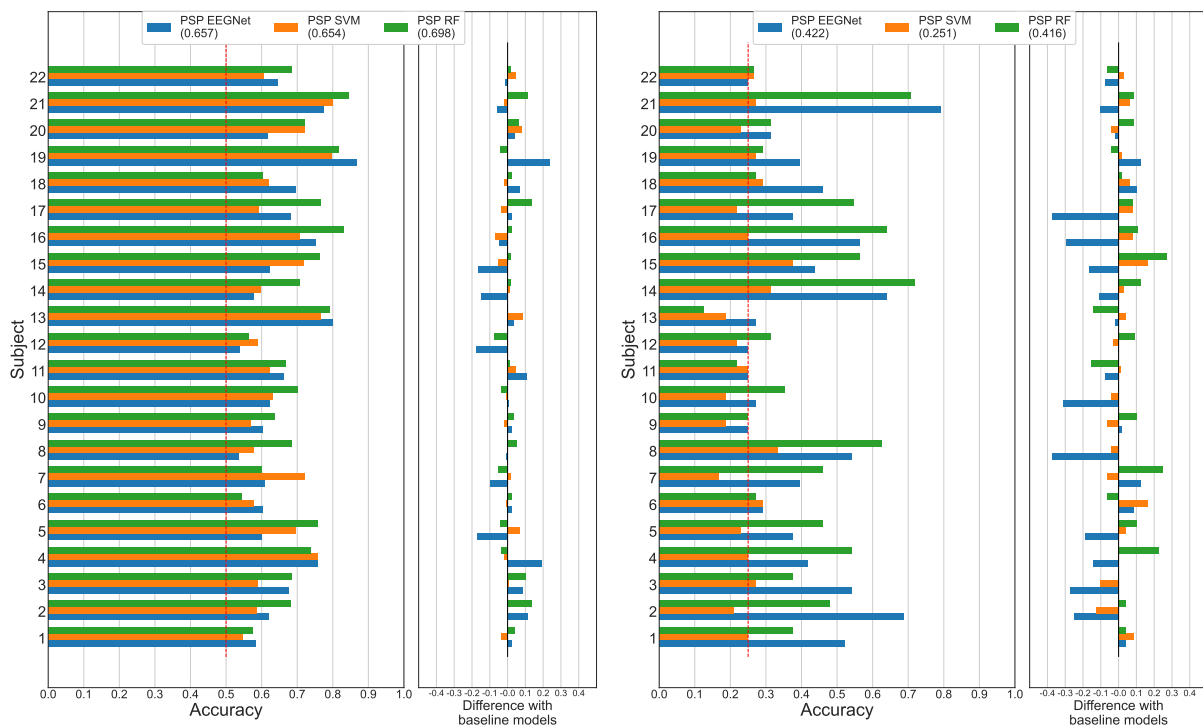 PSP EEGNet
(0.657)
PSP SVM
(0.654)
PSP RF
(0.698)
Subject
22
21
20
19
18
17
16
15
14
13
12
11
10
9
8
7
6
5
4
3
2
1
0.0 0.1 0.2 0.3 0.4 0.5 0.6 0.7 0.8 0.9 1.0
Accuracy
-0.4 -0.3 -0.2 -0.1 -0.0 0.1 0.2 0.3 0.4
Difference with
baseline models
PSP EEGNet
(0.422)
PSP SVM
(0.251)
PSP RF
(0.416)
Subject
22
21
20
19
18
17
16
15
14
13
12
11
10
9
8
7
6
5
4
3
2
1
0.0 0.1 0.2 0.3 0.4 0.5 0.6 0.7 0.8 0.9 1.0
Accuracy
-0.4 -0.3 -0.2 -0.1 -0.0 0.1 0.2 0.3 0.4
Difference with
baseline models